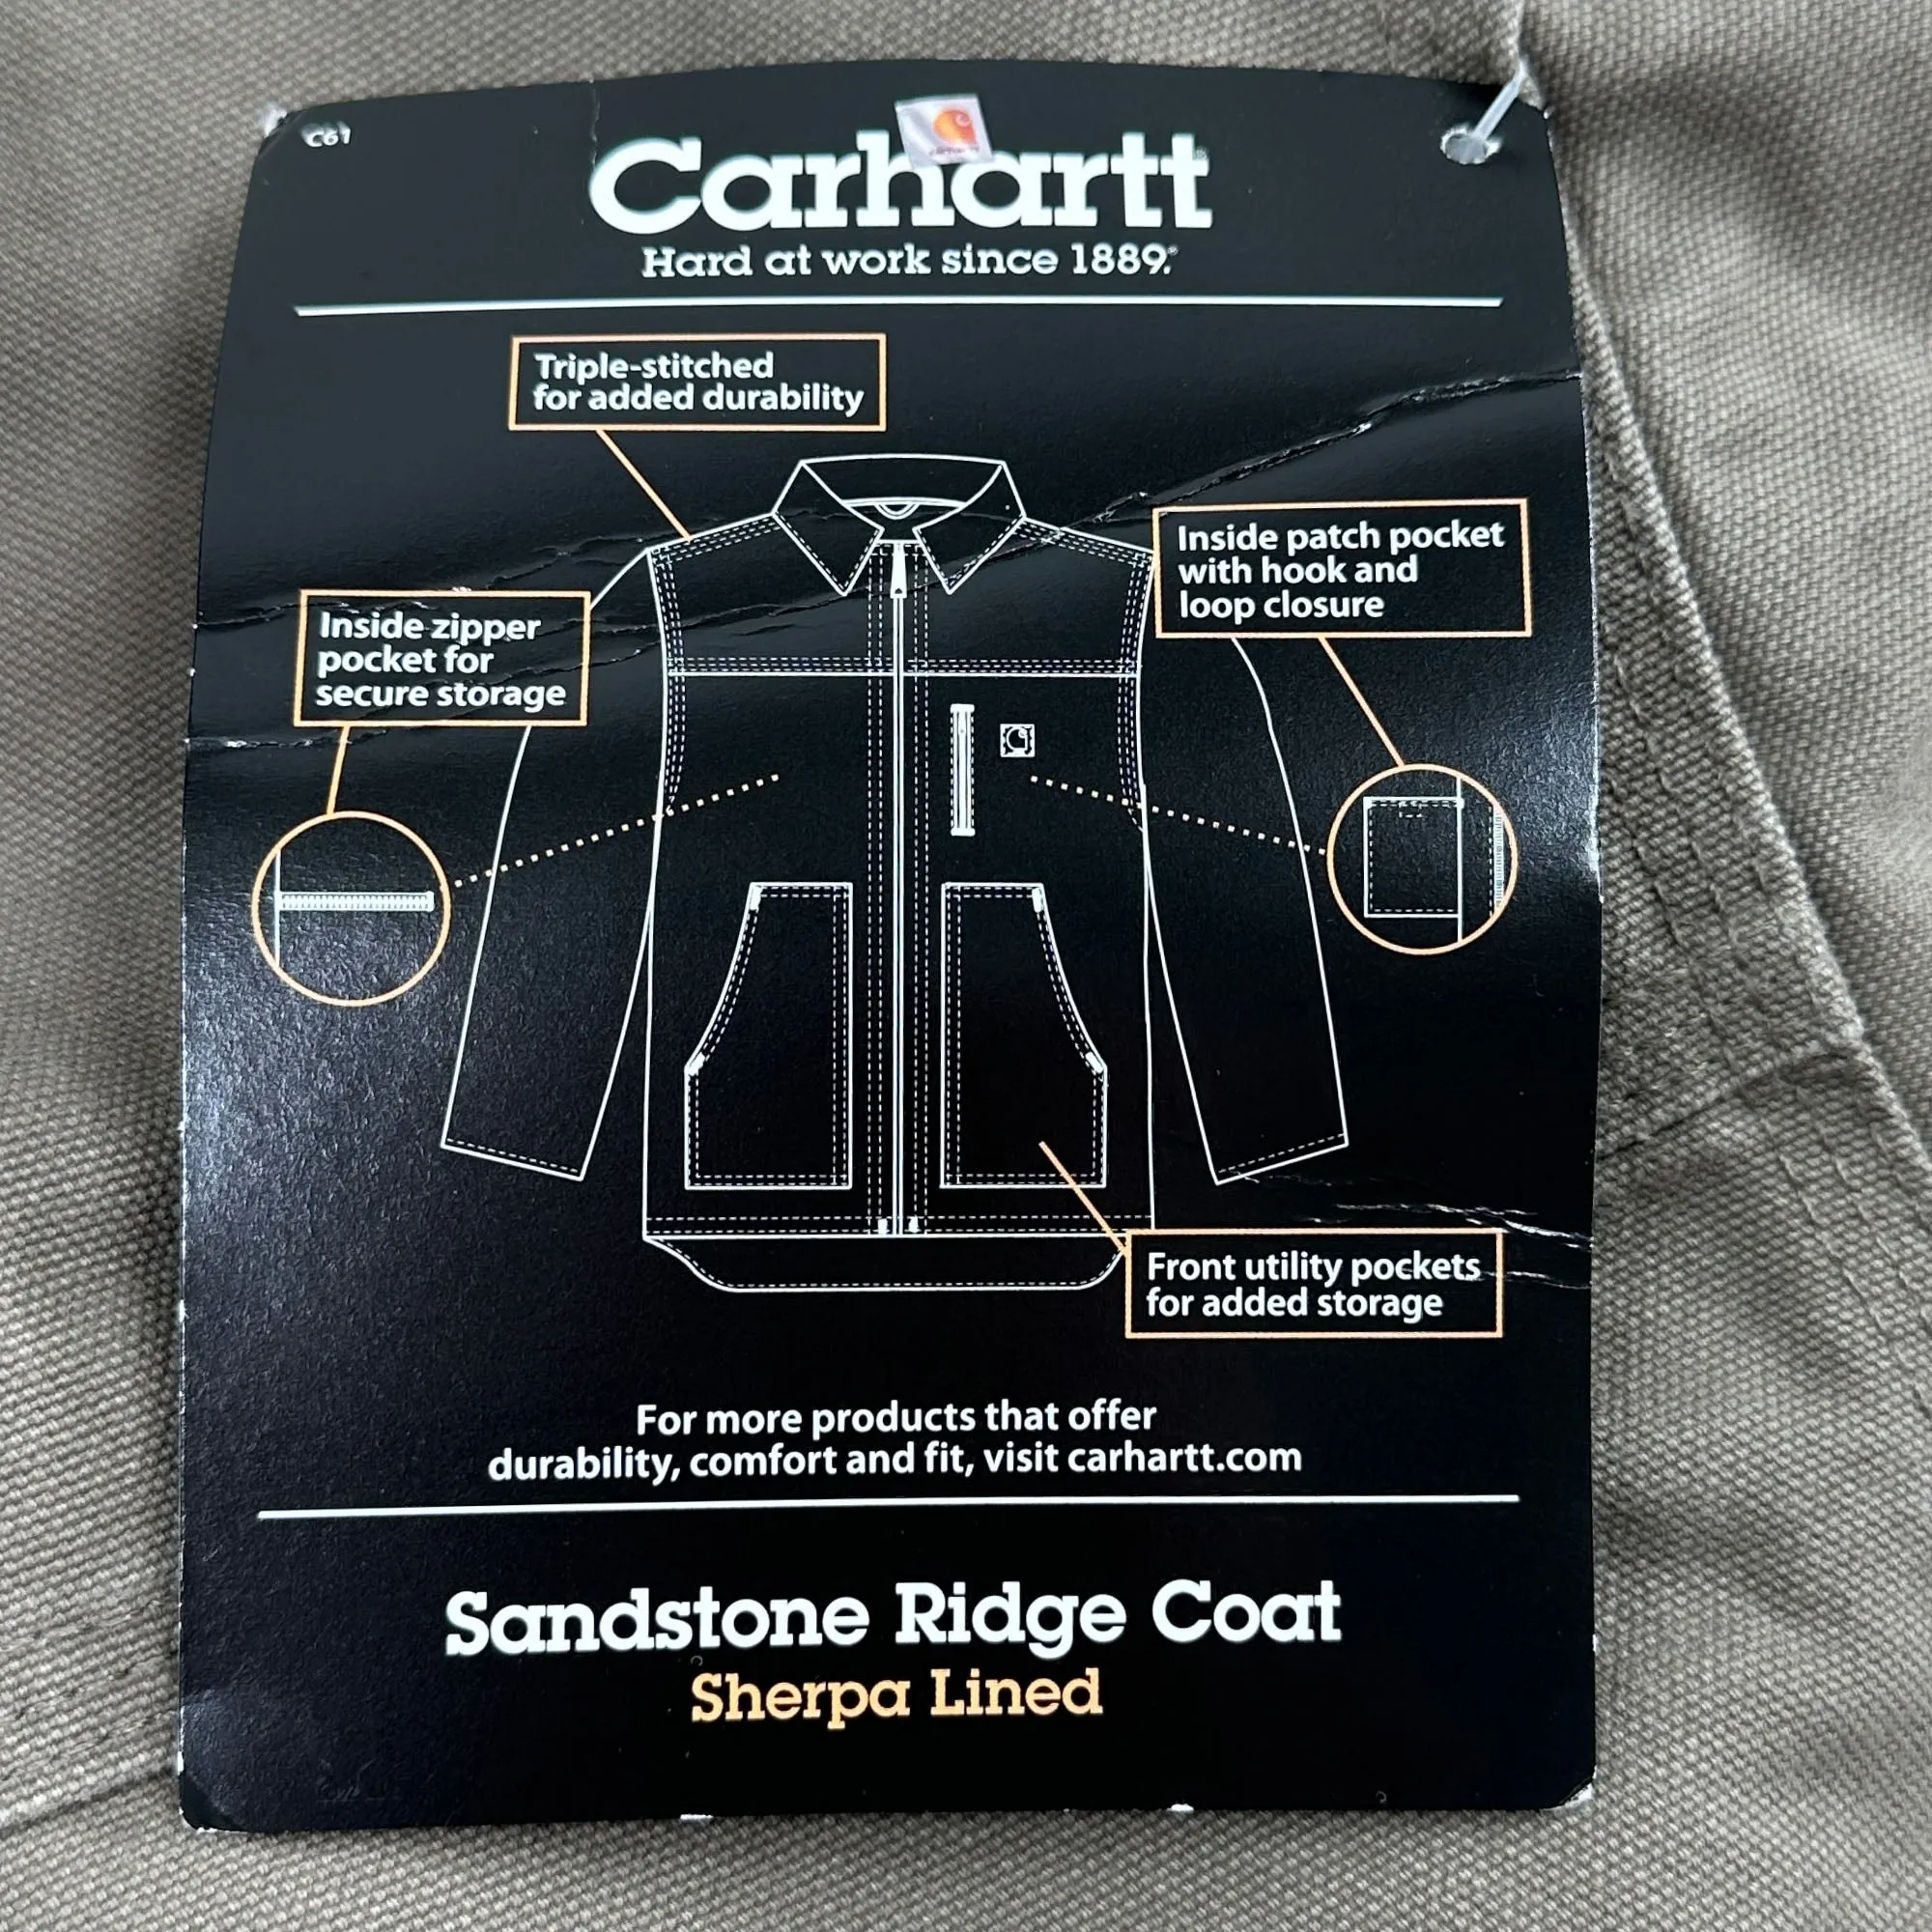 C61
Carhartt
Hard at work since 1889.®
Triple-stitched
for added durability
Inside patch pocket
with hook and
loop closure
Inside zipper
pocket for
secure storage
Front utility pockets
for added storage
For more products that offer
durability, comfort and fit, visit carhartt.com
Sandstone Ridge Coat
Sherpa Lined